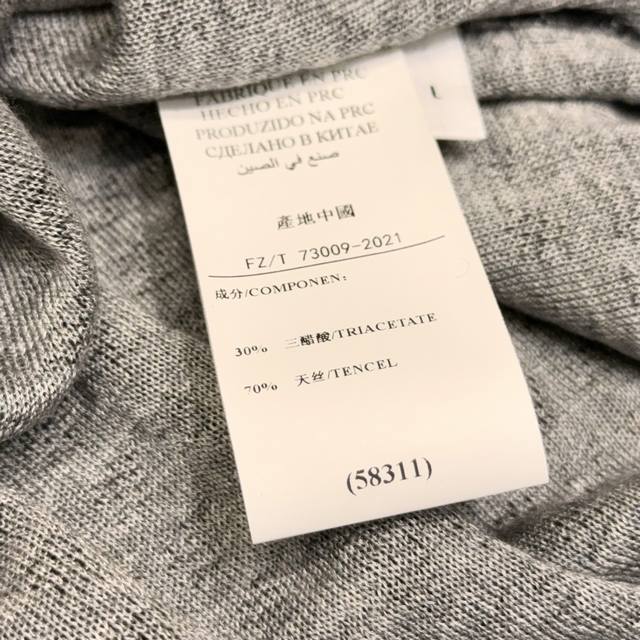 FABRIQUÉ EN PRC
HECHO EN PRC
PRODUZIDO NA PRC
СДЕЛАНО В КИТАЕ
صنع في الصين
產地中國
FZ/T 73009-2021
成分/COMPONEN:
30% 三醋酸/TRIACETATE
70% 天丝/TENCEL
(58311)
L